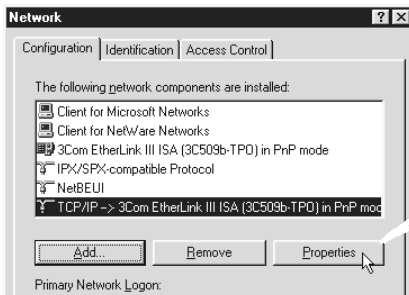 Network
Configuration Identification Access Control
The following network components are installed:
Client for Microsoft Networks
Client for NetWare Networks
3Com EtherLink III ISA (3C509b-TPO) in PnP mode
IPX/SPX-compatible Protocol
NetBEUI
TCP/IP -> 3Com EtherLink III ISA (3C509b-TPO) in PnP moc
Add... Remove Properties
Primary Network Logon: